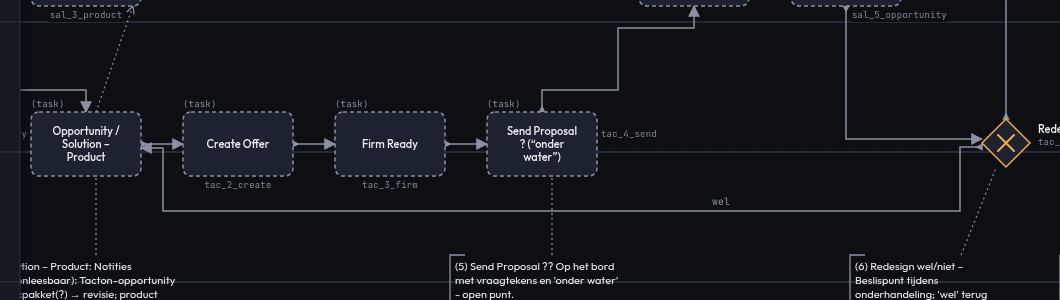 sal_3_product
sal_5_opportunity
(task)
(task)
(task)
(task)
y
Opportunity /
Solution –
Product
Create Offer
Firm Ready
Send Proposal
? (“onder
water”)
tac_4_send
Rede
tac_
tac_2_create
tac_3_firm
wel
tion – Product: Notities
onleesbaar): Tacton-opportunity
pakket(?) → revisie; product
(5) Send Proposal ?? Op het bord
met vraagtekens en 'onder water'
- open punt.
(6) Redesign wel/niet –
Beslispunt tijdens
onderhandeling; 'wel' terug